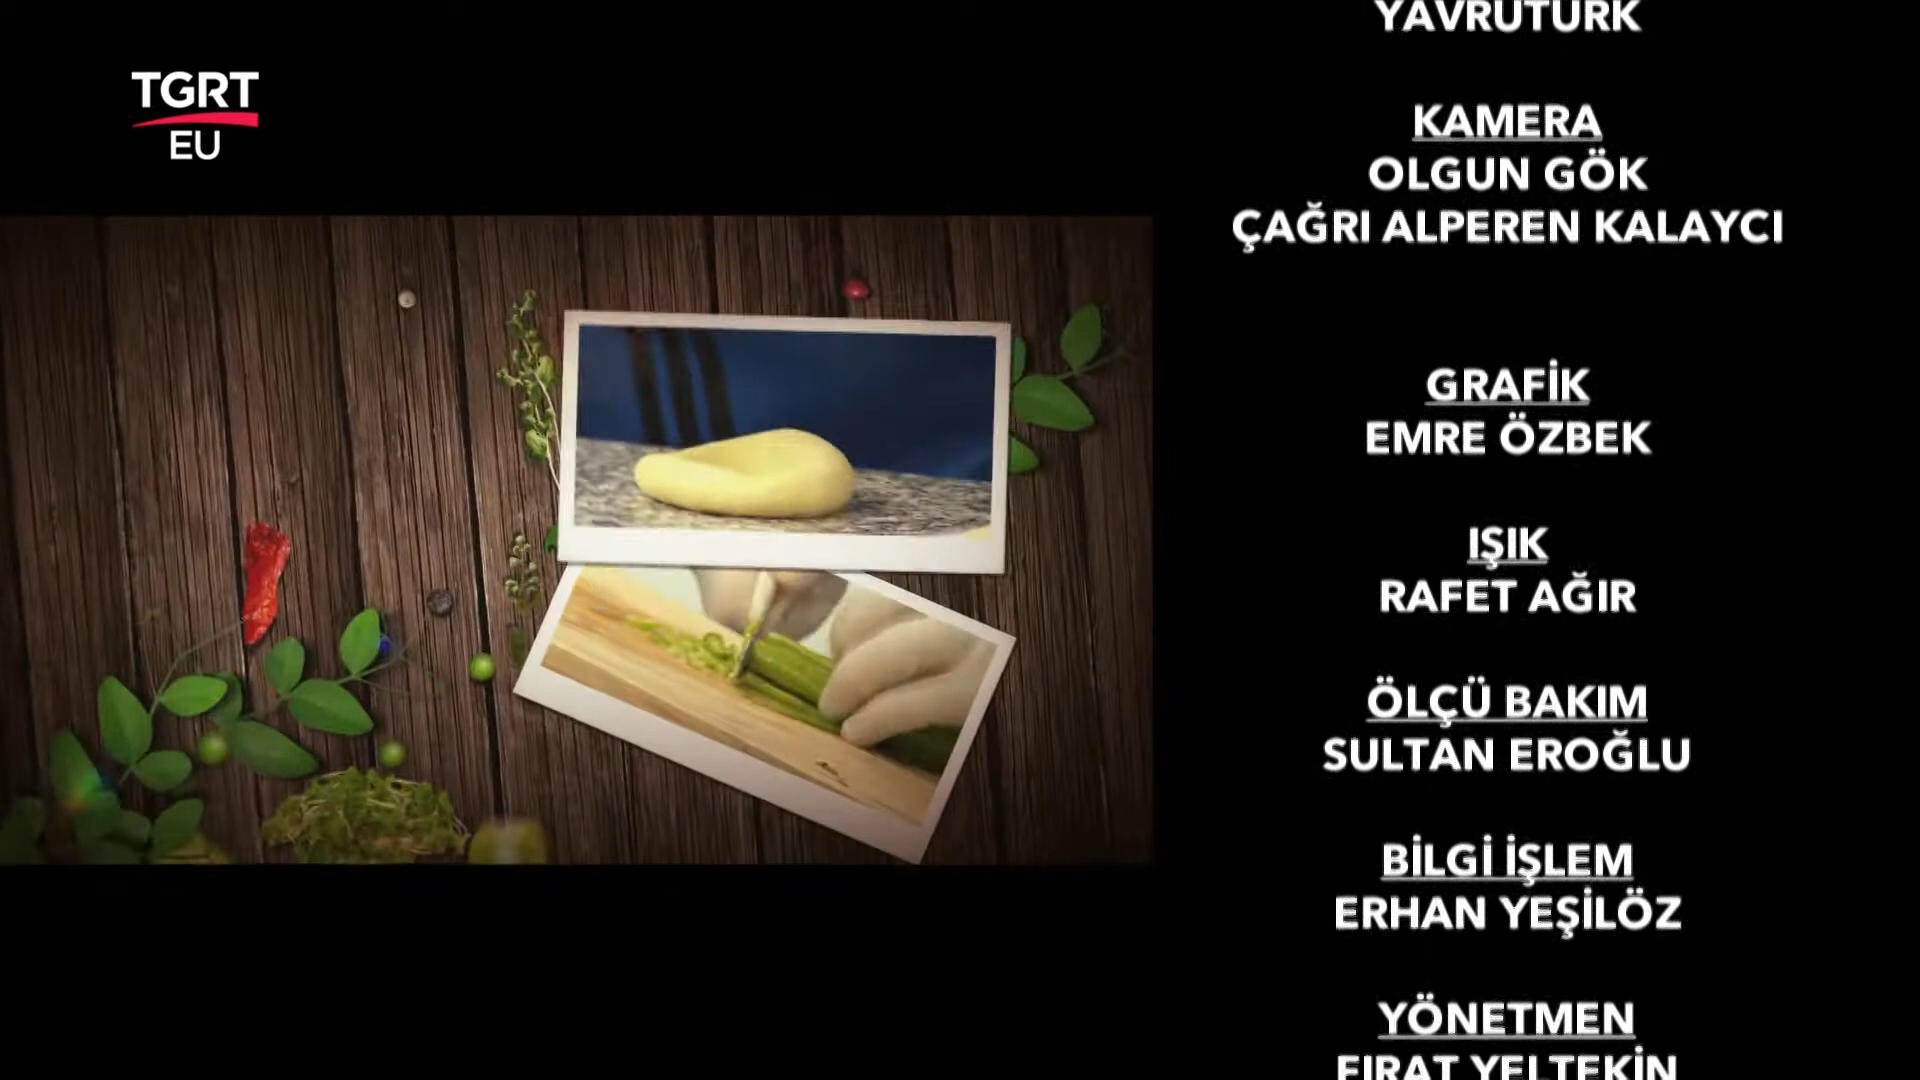 TGRT
EU
YAVRUTÜRK
KAMERA
OLGUN GÖK
ÇAĞRI ALPEREN KALAYCI
GRAFİK
EMRE ÖZBEK
IŞIK
RAFET AĞIR
ÖLÇÜ BAKIM
SULTAN EROĞLU
BİLGİ İŞLEM
ERHAN YEŞİLÖZ
YÖNETMEN
FIRAT YELTEKİN